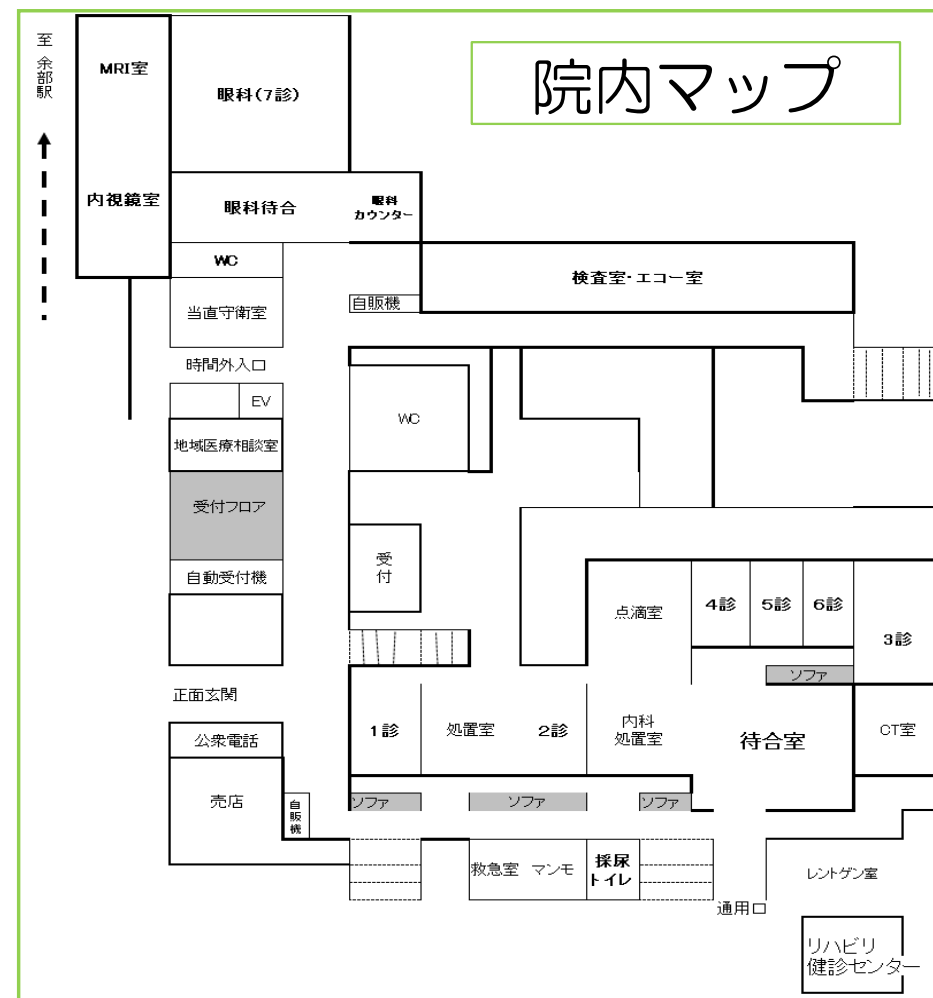 至 余部駅
院内マップ
MRI室
眼科(7診)
内視鏡室
眼科待合
眼科
カウンター
WC
検査室･エコー室
当直守衛室
自販機
時間外入口
EV
WC
地域医療相談室
受付フロア
受付
自動受付機
点滴室
4診
5診
6診
3診
ソファ
正面玄関
1診
処置室
2診
内科
処置室
待合室
CT室
公衆電話
売店
自販機
ソファ
ソファ
ソファ
救急室
マンモ
採尿
トイレ
レントゲン室
通用口
リハビリ
健診センター